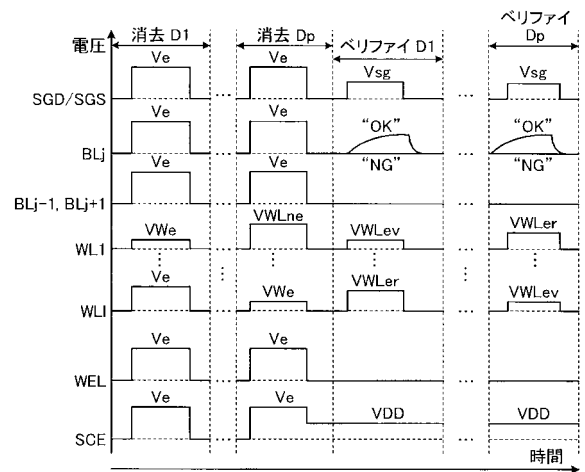 電圧
消去 D1
消去 Dp
ベリファイ D1
ベリファイ
Dp
SGD/SGS
Ve
...
Ve
Vsg
...
Vsg
BLj
Ve
...
Ve
“OK”
“NG”
...
“OK”
“NG”
BLj-1, BLj+1
Ve
...
Ve
...
WL1
VWe
...
VWLne
VWLev
...
VWLer
WLl
Ve
...
VWe
VWLer
...
VWLev
WEL
Ve
...
Ve
...
SCE
Ve
...
Ve
VDD
...
VDD
時間